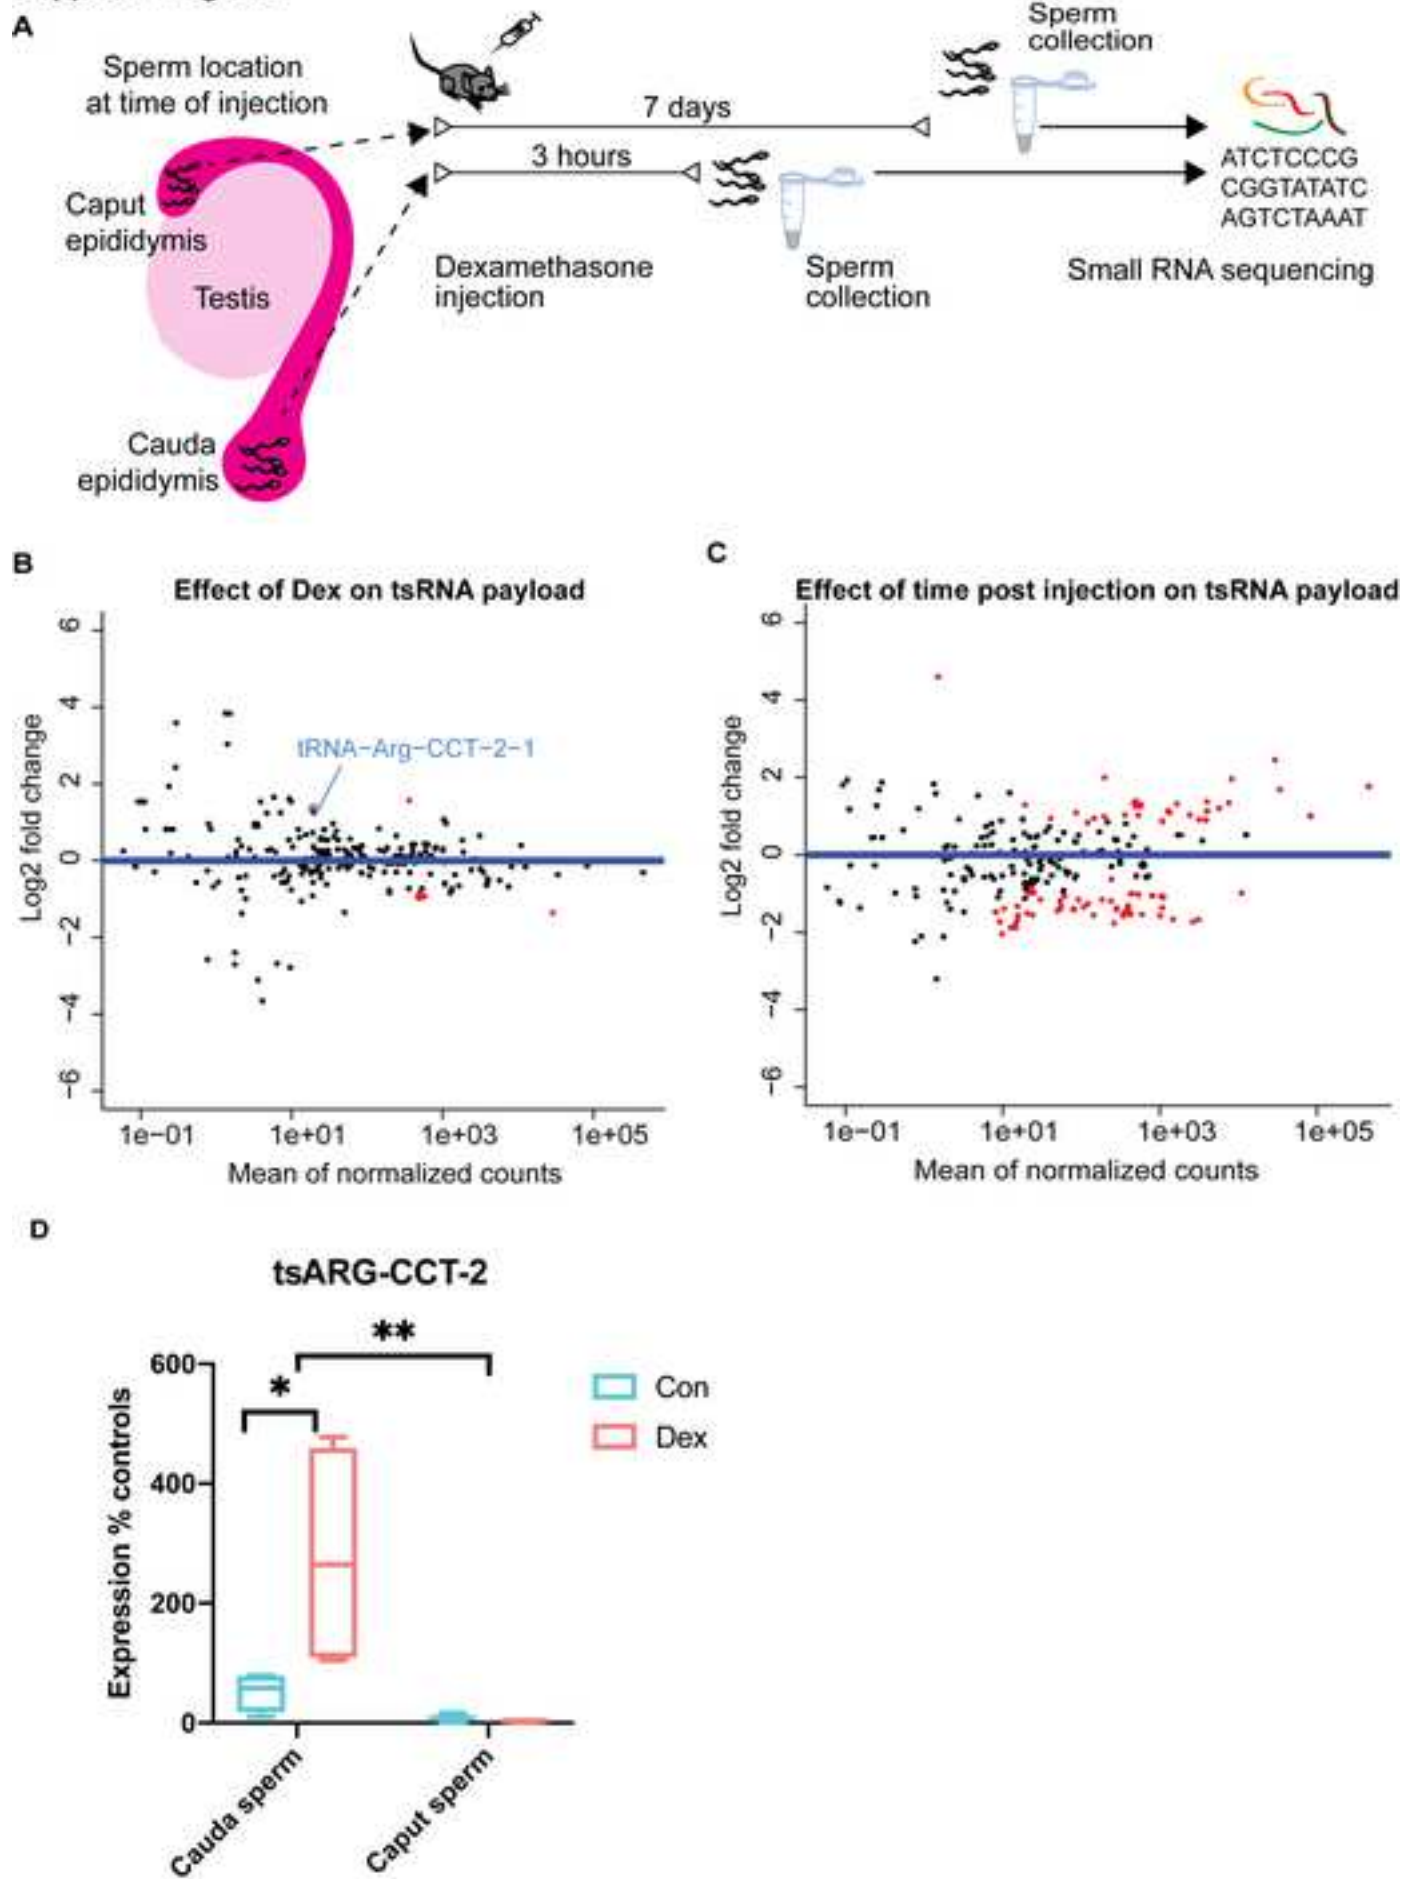 A
Sperm location
at time of injection
Caput
epididymis
Testis
Cauda
epididymis
7 days
3 hours
Dexamethasone
injection
Sperm
collection
Sperm
collection
ATCTCCCG
CGGTATATC
AGTCTAAAT
Small RNA sequencing
B
Effect of Dex on tsRNA payload
Log2 fold change
6
4
2
0
−2
−4
−6
tRNA−Arg−CCT−2−1
1e−01
1e+01
1e+03
1e+05
Mean of normalized counts
C
Effect of time post injection on tsRNA payload
Log2 fold change
6
4
2
0
−2
−4
−6
1e−01
1e+01
1e+03
1e+05
Mean of normalized counts
D
tsARG-CCT-2
Expression % controls
600
400
200
0
*
**
Con
Dex
Cauda sperm
Caput sperm